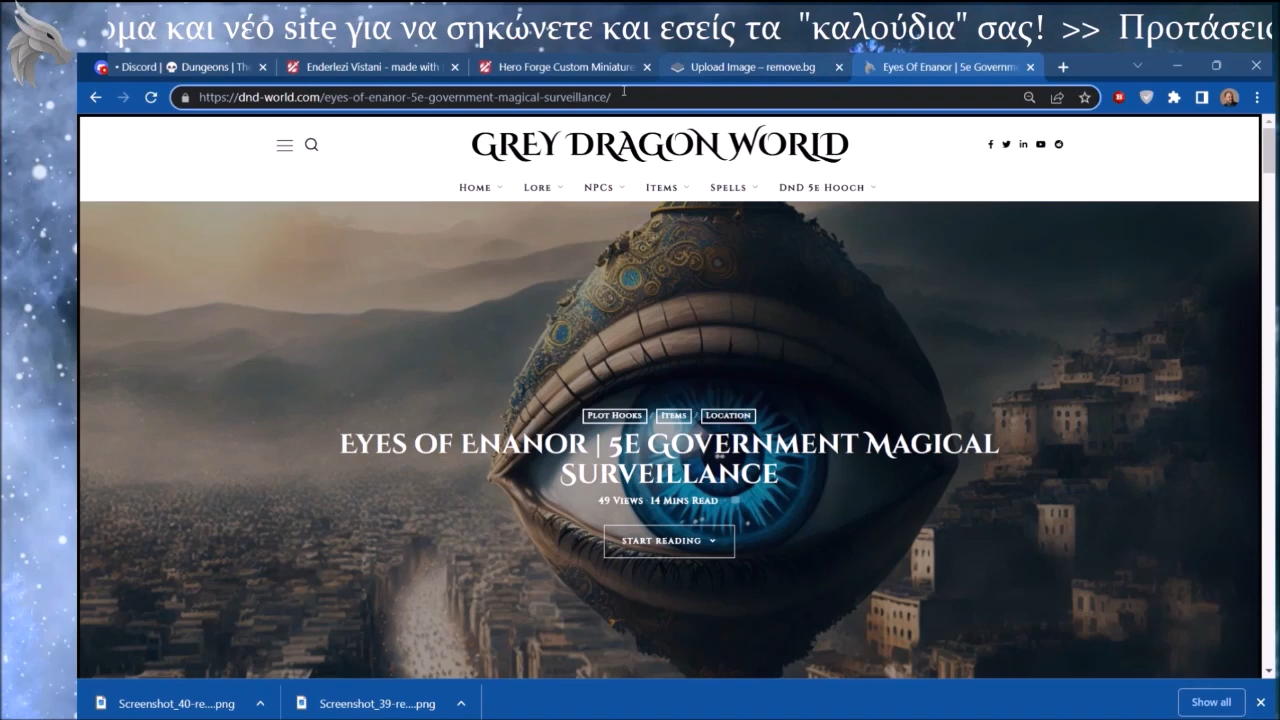 και νέο site για να σηκώνετε και εσείς τα "καλούδια" σας! >> Προτάσεις
• Discord | Dungeons | Th
Enderlezi Vistani - made with
Hero Forge Custom Miniature
Upload Image – remove.bg
Eyes Of Enanor | 5e Governm
https://dnd-world.com/eyes-of-enanor-5e-government-magical-surveillance/
GREY DRAGON WORLD
HOME
LORE
NPCS
ITEMS
SPELLS
DND 5E HOOCH
PLOT HOOKS / ITEMS / LOCATION
EYES OF ENANOR | 5E GOVERNMENT MAGICAL
SURVEILLANCE
49 VIEWS · 14 MINS READ
START READING
Screenshot_40-re....png
Screenshot_39-re....png
Show all